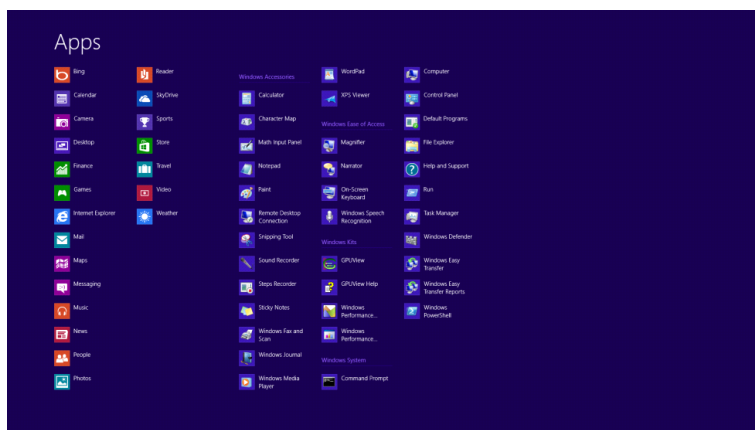 Apps
Bing
Calendar
Camera
Desktop
Finance
Games
Internet Explorer
Mail
Maps
Messaging
Music
News
People
Photos
Reader
SkyDrive
Sports
Store
Travel
Video
Weather
Windows Accessories
Calculator
Character Map
Math Input Panel
Notepad
Paint
Remote Desktop
Connection
Snipping Tool
Sound Recorder
Steps Recorder
Sticky Notes
Windows Fax and
Scan
Windows Journal
Windows Media
Player
WordPad
XPS Viewer
Windows Ease of Access
Magnifier
Narrator
On-Screen
Keyboard
Windows Speech
Recognition
Windows Kits
GPUView
GPUView Help
Windows
Performance...
Windows
Performance...
Windows System
Command Prompt
Computer
Control Panel
Default Programs
File Explorer
Help and Support
Run
Task Manager
Windows Defender
Windows Easy
Transfer
Windows Easy
Transfer Reports
Windows
PowerShell